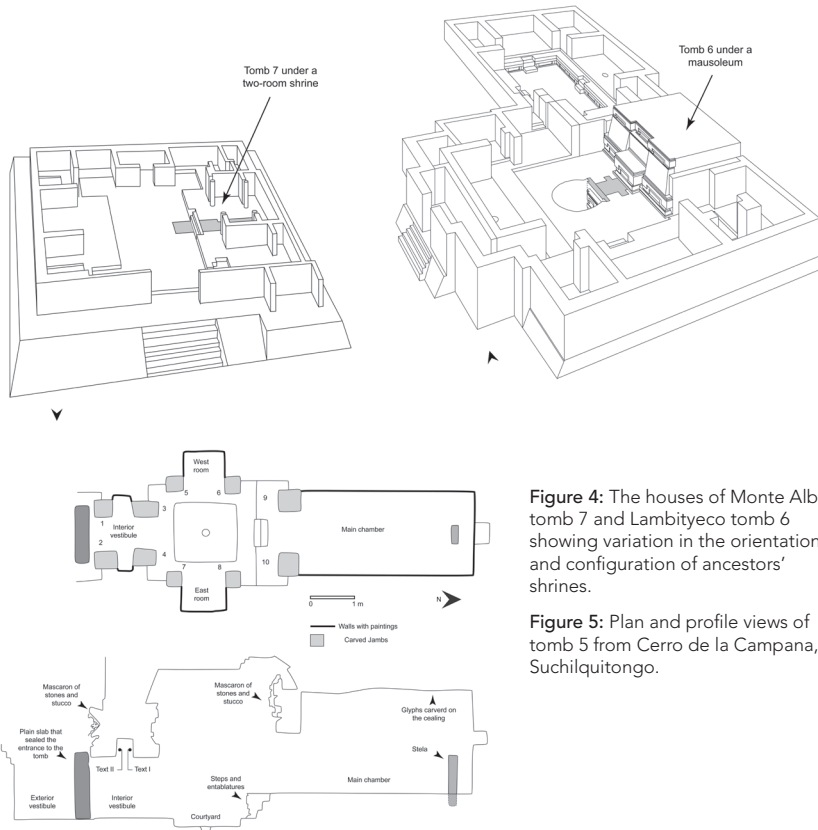 Tomb 7 under a
two-room shrine
Tomb 6 under a
mausoleum
West
room
5
6
9
3
1
Interior
vestibule
Main chamber
2
4
10
7
8
East
room
0
1 m
N
Walls with paintings
Carved Jambs
Figure 4: The houses of Monte Alb
tomb 7 and Lambityeco tomb 6
showing variation in the orientation
and configuration of ancestors’
shrines.
Figure 5: Plan and profile views of
tomb 5 from Cerro de la Campana,
Suchilquitongo.
Mascaron of
stones and
stucco
Mascaron of
stones and
stucco
Glyphs carverd on
the cealing
Plain slab that
sealed the
entrance to the
tomb
Stela
Text II
Text I
Steps and
entablatures
Main chamber
Exterior
vestibule
Interior
vestibule
Courtyard